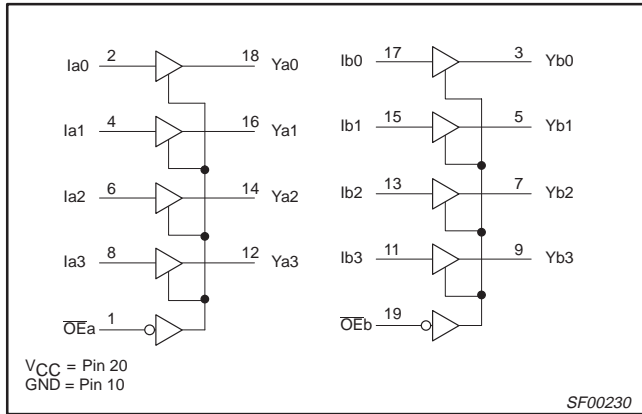 Ia0 2 18 Ya0
Ia1 4 16 Ya1
Ia2 6 14 Ya2
Ia3 8 12 Ya3
O̅E̅a 1
Ib0 17 3 Yb0
Ib1 15 5 Yb1
Ib2 13 7 Yb2
Ib3 11 9 Yb3
O̅E̅b 19
VCC = Pin 20
GND = Pin 10
SF00230